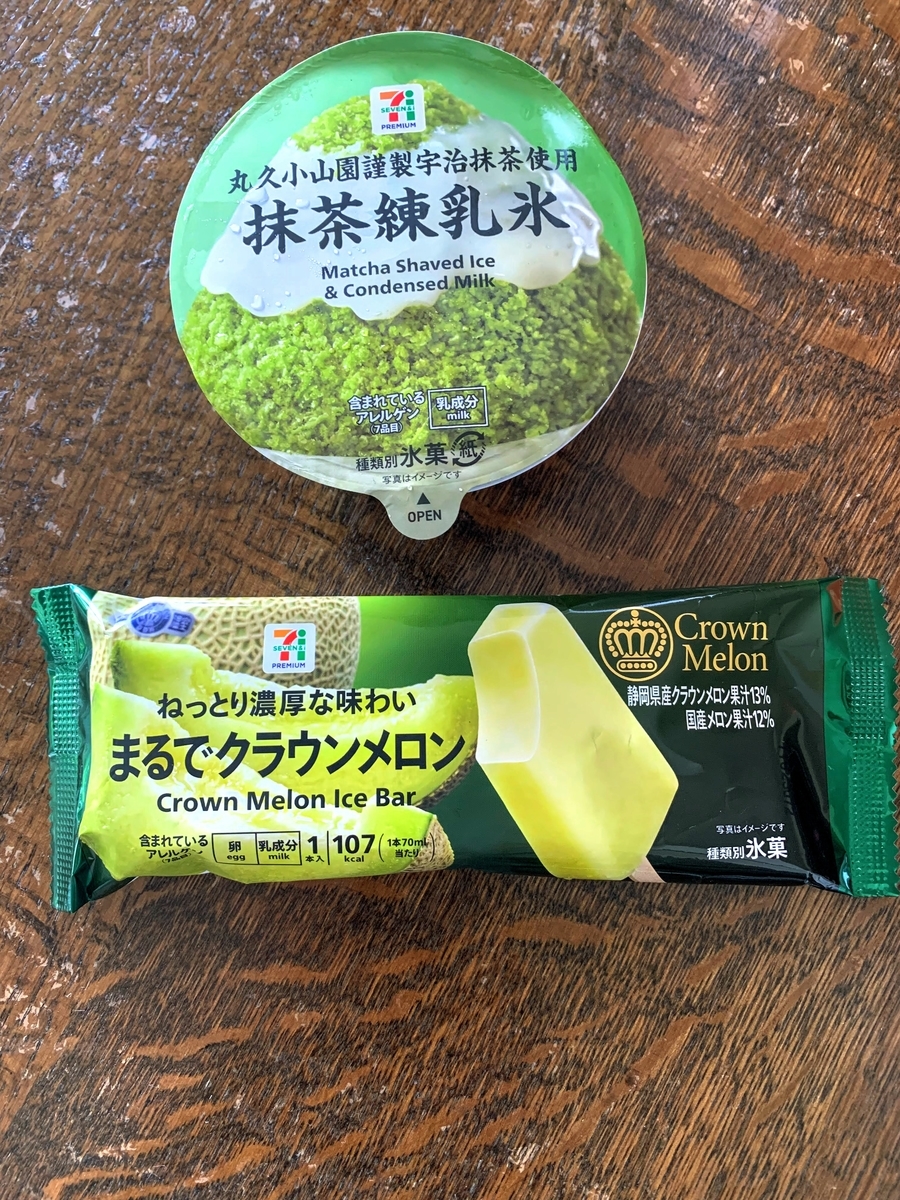 SEVEN&i
PREMIUM
丸久小山園謹製宇治抹茶使用
抹茶練乳氷
Matcha Shaved Ice
& Condensed Milk
含まれている
アレルゲン
(7品目)
乳成分
milk
種類別氷菓
紙
写真はイメージです
OPEN
SEVEN&i
PREMIUM
ねっとり濃厚な味わい
まるでクラウンメロン
Crown Melon Ice Bar
含まれている
アレルゲン
(7品目)
卵
egg
乳成分
milk
1
本入
107
kcal
(1本70ml
当たり)
Crown
Melon
静岡県産クラウンメロン果汁13%
国産メロン果汁12%
写真はイメージです
種類別氷菓